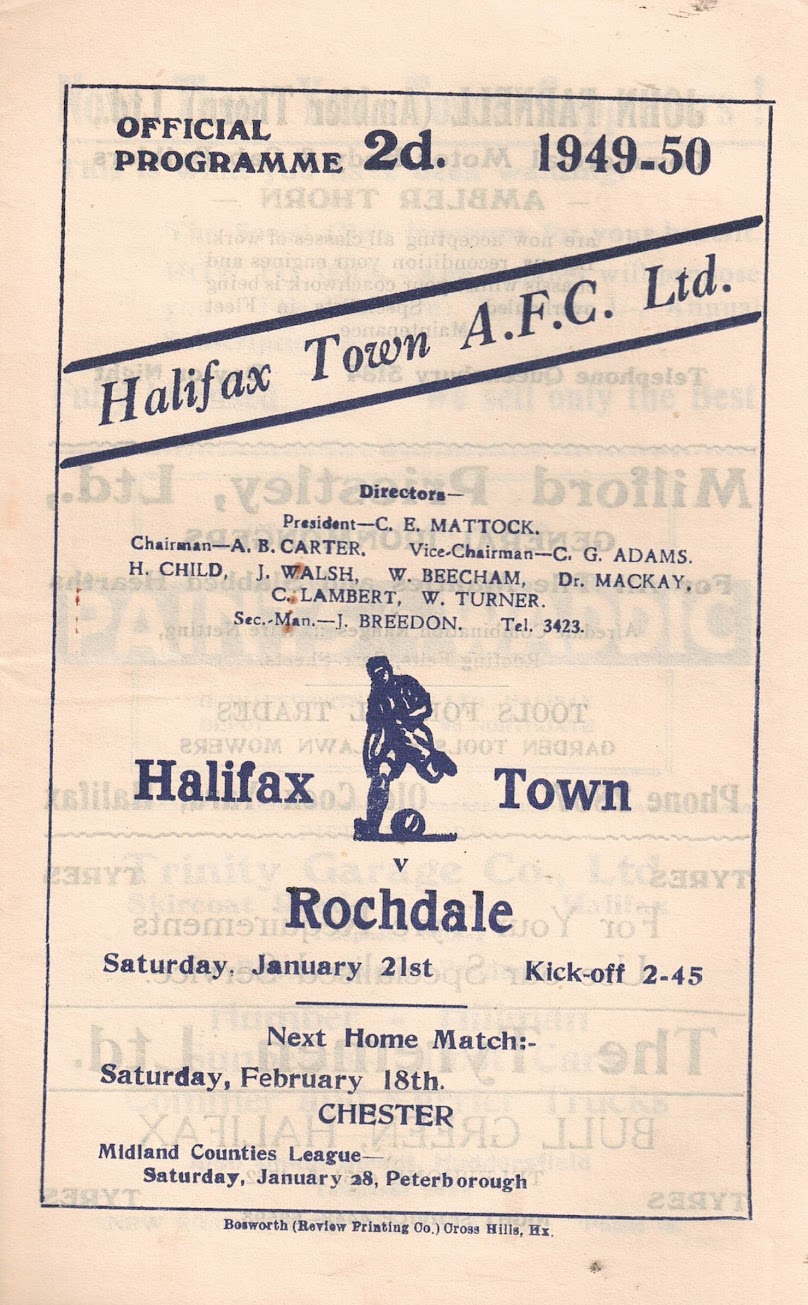 OFFICIAL
PROGRAMME 2d. 1949-50
Halifax Town A.F.C. Ltd.
Directors—
President—C. E. MATTOCK.
Chairman—A. B. CARTER. Vice-Chairman—C. G. ADAMS.
H. CHILD, J. WALSH, W. BEECHAM, Dr. MACKAY,
C. LAMBERT, W. TURNER.
Sec.-Man.—J. BREEDON. Tel. 3423.
Halifax Town
v
Rochdale
Saturday, January 21st Kick-off 2-45
Next Home Match:-
Saturday, February 18th.
CHESTER
Midland Counties League—
Saturday, January 28, Peterborough
Bosworth (Review Printing Co.) Cross Hills, Hx.